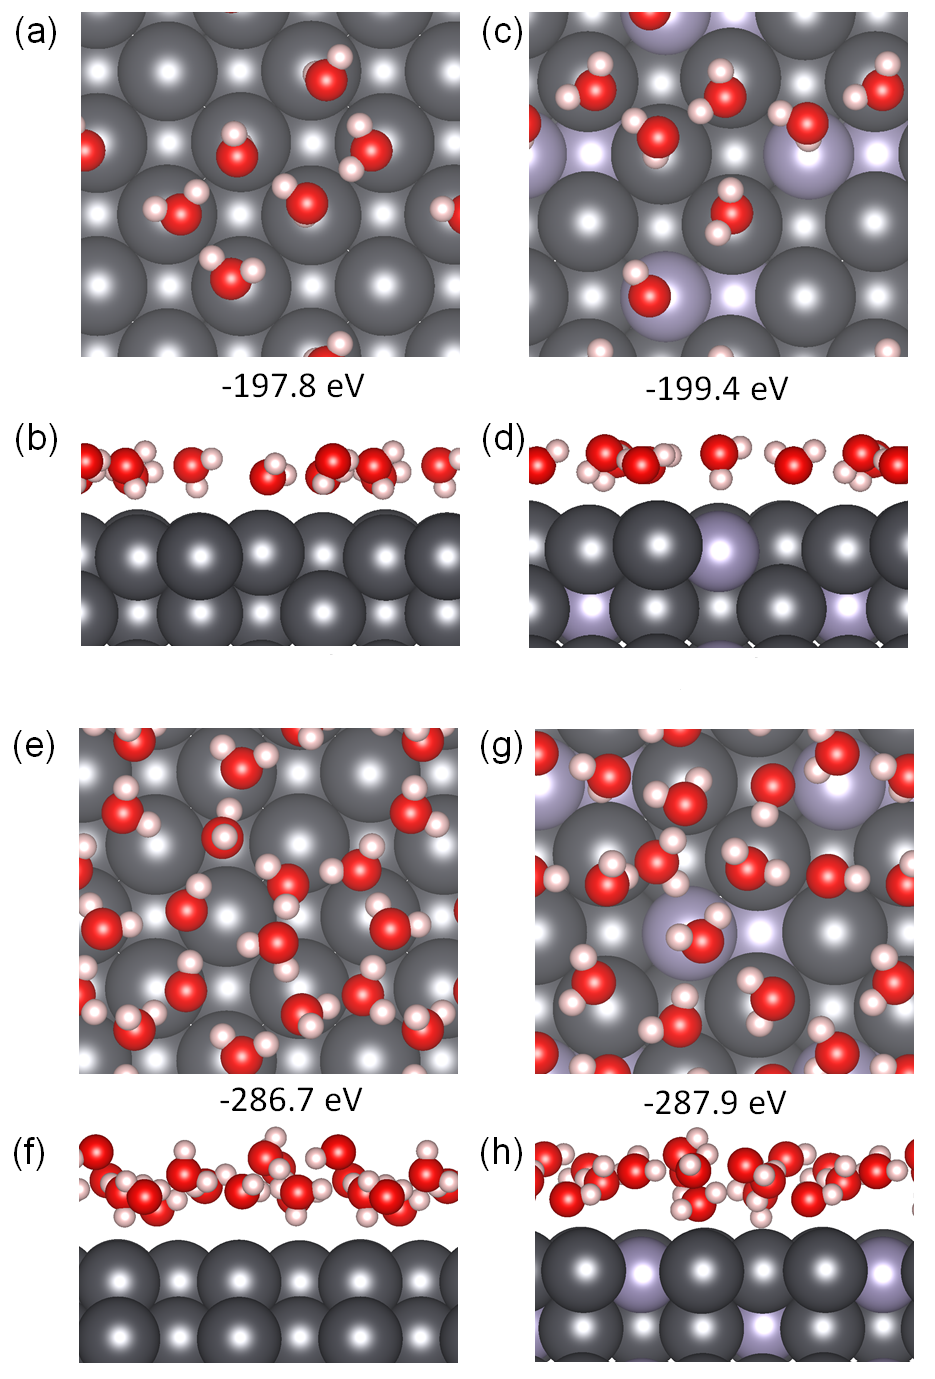 (a)
(c)
-197.8 eV
-199.4 eV
(b)
(d)
(e)
(g)
-286.7 eV
-287.9 eV
(f)
(h)